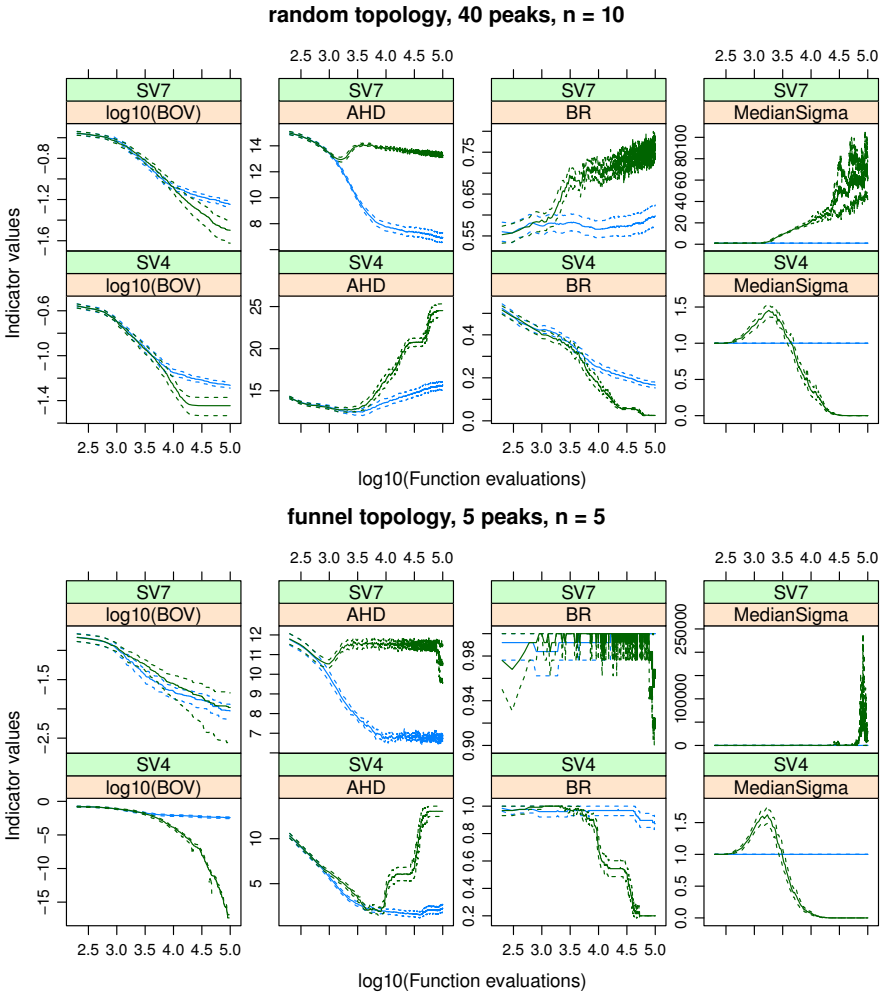 random topology, 40 peaks, n = 10
2.5 3.0 3.5 4.0 4.5 5.0 2.5 3.0 3.5 4.0 4.5 5.0
SV7 SV7 SV7 SV7
log10(BOV) AHD BR MedianSigma
−0.8 −1.2 −1.6
8 10 12 14
0.55 0.65 0.75
0 20 40 60 80 100
SV4 SV4 SV4 SV4
log10(BOV) AHD BR MedianSigma
−0.6 −1.0 −1.4
15 20 25
0.0 0.2 0.4
0.0 0.5 1.0 1.5
Indicator values
2.5 3.0 3.5 4.0 4.5 5.0 2.5 3.0 3.5 4.0 4.5 5.0
log10(Function evaluations)
funnel topology, 5 peaks, n = 5
2.5 3.0 3.5 4.0 4.5 5.0 2.5 3.0 3.5 4.0 4.5 5.0
SV7 SV7 SV7 SV7
log10(BOV) AHD BR MedianSigma
−1.5 −2.5
7 8 9 10 11 12
0.90 0.94 0.98
0 100000 250000
SV4 SV4 SV4 SV4
log10(BOV) AHD BR MedianSigma
0 −5 −10 −15
5 10
0.2 0.4 0.6 0.8 1.0
0.0 0.5 1.0 1.5
Indicator values
2.5 3.0 3.5 4.0 4.5 5.0 2.5 3.0 3.5 4.0 4.5 5.0
log10(Function evaluations)